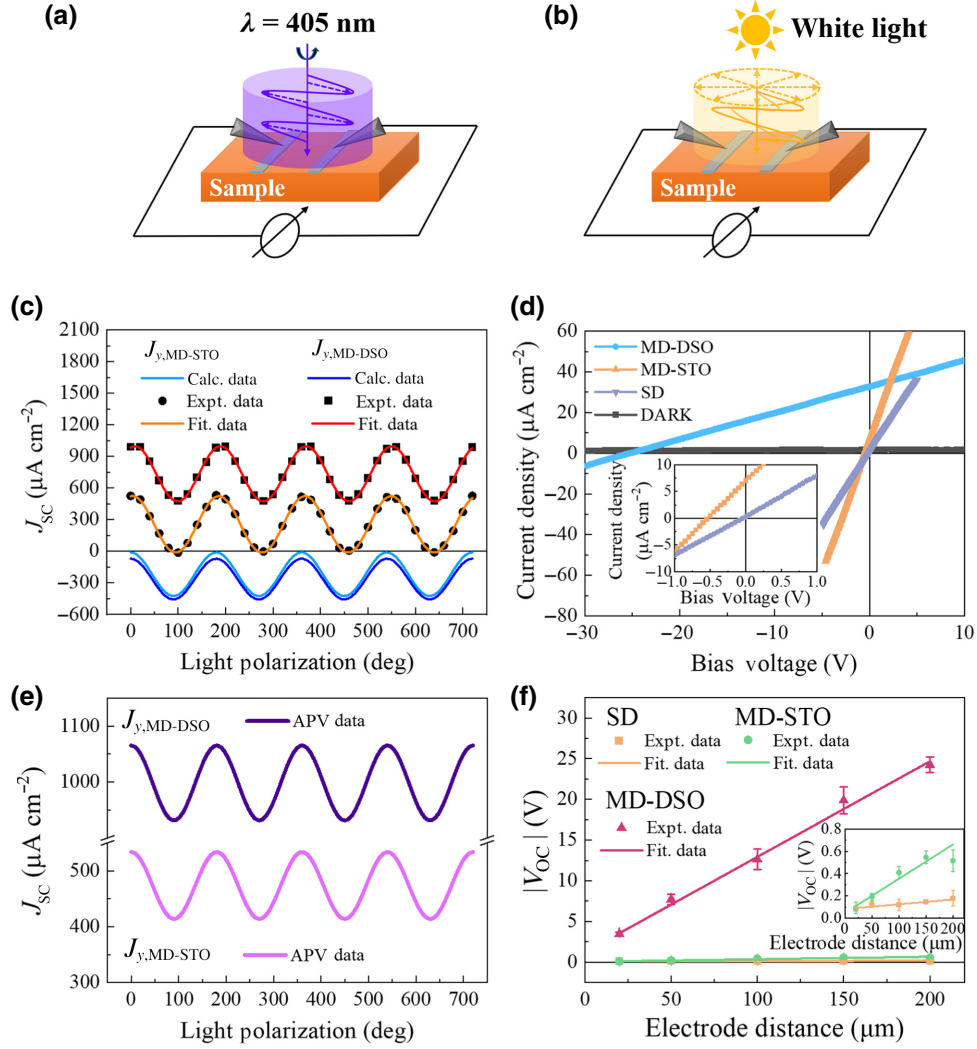 (a)
λ = 405 nm
Sample
(b)
White light
Sample
(c)
2100
1800
1500
1200
900
600
300
0
−300
−600
J_SC (μA cm⁻²)
J_y,MD-STO
J_y,MD-DSO
Calc. data
Calc. data
Expt. data
Expt. data
Fit. data
Fit. data
0 100 200 300 400 500 600 700
Light polarization (deg)
(d)
60
40
20
0
−20
−40
−60
−80
Current density (μA cm⁻²)
MD-DSO
MD-STO
SD
DARK
10
5
0
−5
−10
Current density
(μA cm⁻²)
−1.0 −0.5 0.0 0.5 1.0
Bias voltage (V)
−30 −20 −10 0 10
Bias voltage (V)
(e)
1100
1000
500
400
300
J_SC (μA cm⁻²)
J_y,MD-DSO
APV data
J_y,MD-STO
APV data
0 100 200 300 400 500 600 700
Light polarization (deg)
(f)
30
25
20
15
10
5
0
|V_OC| (V)
SD
MD-STO
Expt. data
Expt. data
Fit. data
Fit. data
MD-DSO
Expt. data
Fit. data
0.8
0.6
0.4
0.2
0.0
|V_OC| (V)
0 50 100 150 200
Electrode distance (μm)
0 50 100 150 200
Electrode distance (μm)